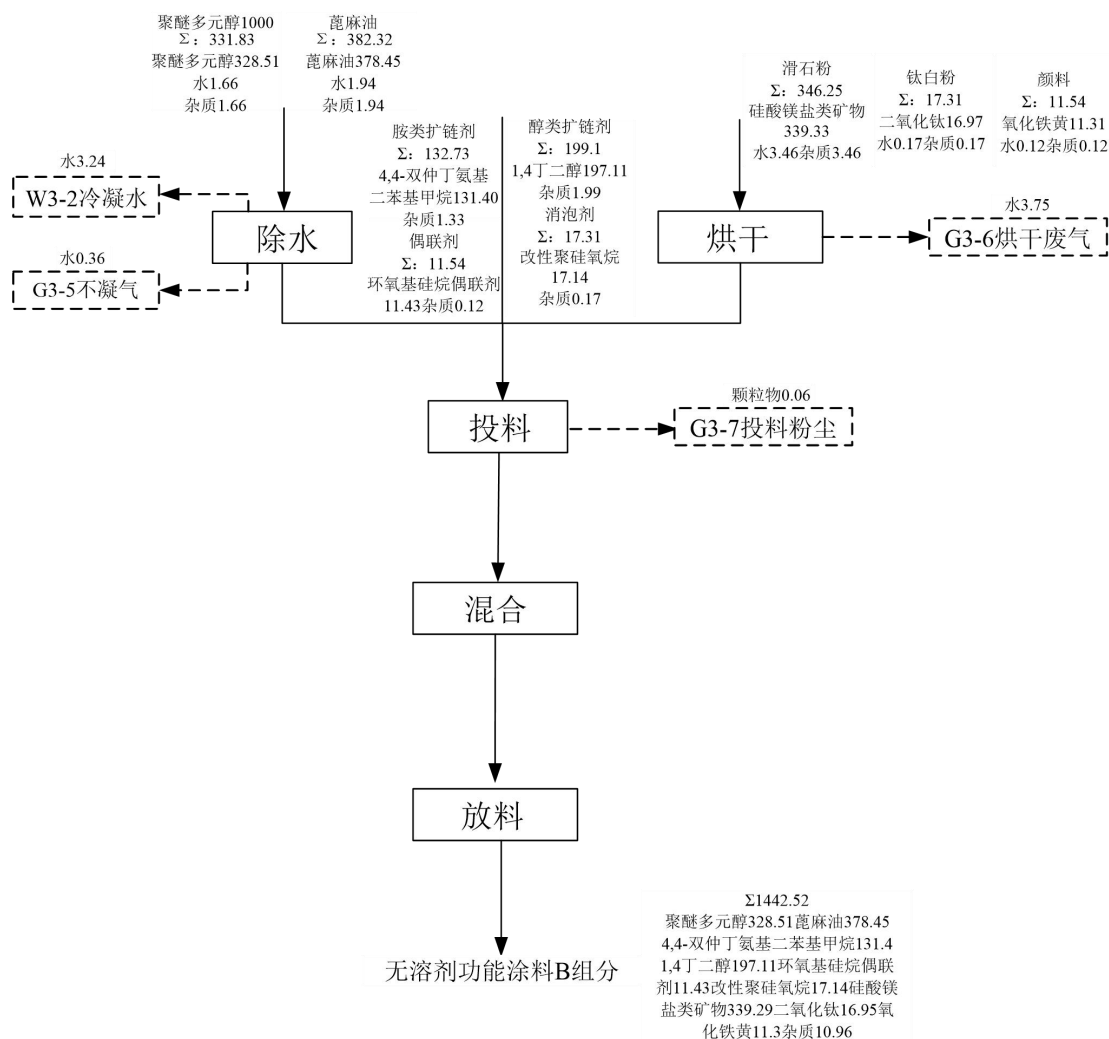 聚醚多元醇1000
Σ：331.83
聚醚多元醇328.51
水1.66
杂质1.66
蓖麻油
Σ：382.32
蓖麻油378.45
水1.94
杂质1.94
滑石粉
Σ：346.25
硅酸镁盐类矿物
339.33
水3.46杂质3.46
钛白粉
Σ：17.31
二氧化钛16.97
水0.17杂质0.17
颜料
Σ：11.54
氧化铁黄11.31
水0.12杂质0.12
胺类扩链剂
Σ：132.73
4,4-双仲丁氨基
二苯基甲烷131.40
杂质1.33
偶联剂
Σ：11.54
环氧基硅烷偶联剂
11.43杂质0.12
醇类扩链剂
Σ：199.1
1,4丁二醇197.11
杂质1.99
消泡剂
Σ：17.31
改性聚硅氧烷
17.14
杂质0.17
水3.24
W3-2冷凝水
除水
水0.36
G3-5不凝气
烘干
水3.75
G3-6烘干废气
投料
颗粒物0.06
G3-7投料粉尘
混合
放料
无溶剂功能涂料B组分
Σ1442.52
聚醚多元醇328.51蓖麻油378.45
4,4-双仲丁氨基二苯基甲烷131.4
1,4丁二醇197.11环氧基硅烷偶联
剂11.43改性聚硅氧烷17.14硅酸镁
盐类矿物339.29二氧化钛16.95氧
化铁黄11.3杂质10.96